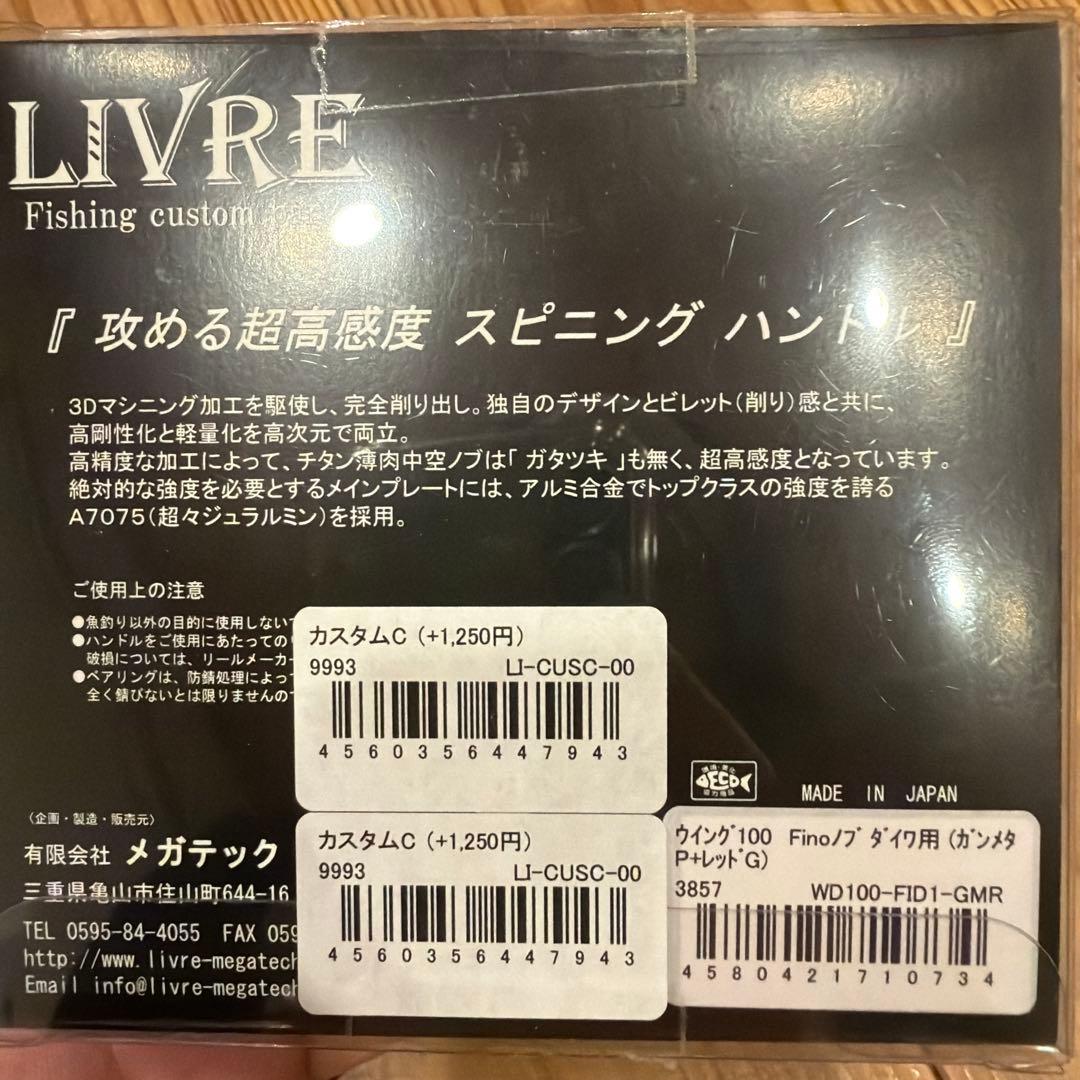 LIVRE
Fishing custom
『 攻める超高感度 スピニング ハンドル 』
3Dマシニング加工を駆使し、完全削り出し。独自のデザインとビレット(削り)感と共に、
高剛性化と軽量化を高次元で両立。
高精度な加工によって、チタン薄肉中空ノブは「 ガタツキ 」も無く、超高感度となっています。
絶対的な強度を必要とするメインプレートには、アルミ合金でトップクラスの強度を誇る
A7075(超々ジュラルミン)を採用。
ご使用上の注意
●魚釣り以外の目的に使用しない
●ハンドルをご使用にあたっての
破損については、リールメーカー
●ベアリングは、防錆処理によっ
全く錆びないとは限りませんの
カスタムC (+1,250円)
9993 LI-CUSC-00
4560356447943
カスタムC (+1,250円)
9993 LI-CUSC-00
4560356447943
ECO
MADE IN JAPAN
ウイング100 Finoノブ ダイワ用 (ガンメタ
P+レッドG)
3857 WD100-FID1-GMR
4580421710734
(企画・製造・販売元)
有限会社 メガテック
三重県亀山市住山町644-16
TEL 0595-84-4055 FAX 059
http://www.livre-megatech
Email info@livre-megatech